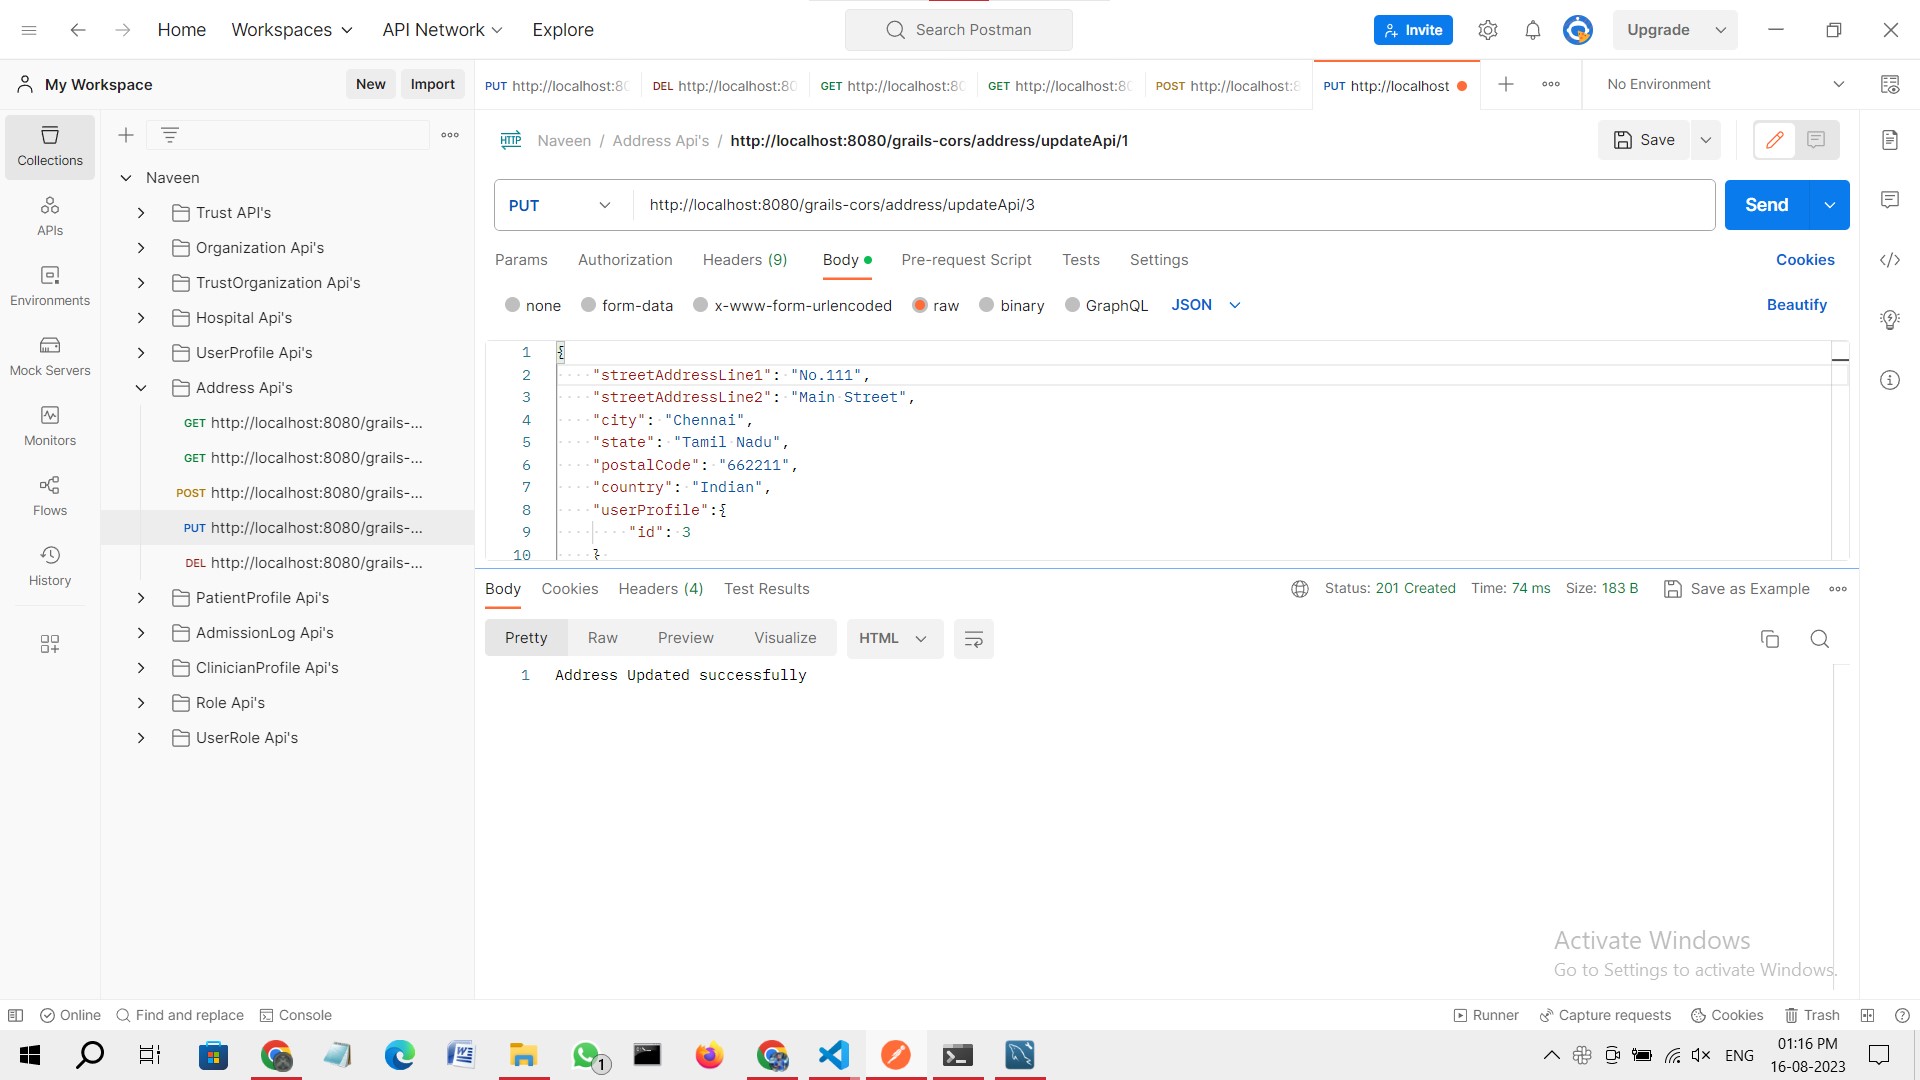 Home Workspaces API Network Explore Search Postman Invite Upgrade
My Workspace New Import PUT http://localhost:80 DEL http://localhost:80 GET http://localhost:80 GET http://localhost:80 POST http://localhost:8 PUT http://localhost No Environment
Naveen / Address Api's / http://localhost:8080/grails-cors/address/updateApi/1 Save
Collections
APIs
Environments
Mock Servers
Monitors
Flows
History
Naveen
Trust API's
Organization Api's
TrustOrganization Api's
Hospital Api's
UserProfile Api's
Address Api's
GET http://localhost:8080/grails-...
GET http://localhost:8080/grails-...
POST http://localhost:8080/grails-...
PUT http://localhost:8080/grails-...
DEL http://localhost:8080/grails-...
PatientProfile Api's
AdmissionLog Api's
ClinicianProfile Api's
Role Api's
UserRole Api's
PUT http://localhost:8080/grails-cors/address/updateApi/3 Send
Params Authorization Headers (9) Body Pre-request Script Tests Settings Cookies
none form-data x-www-form-urlencoded raw binary GraphQL JSON Beautify
1 {
2 "streetAddressLine1": "No.111",
3 "streetAddressLine2": "Main Street",
4 "city": "Chennai",
5 "state": "Tamil Nadu",
6 "postalCode": "662211",
7 "country": "Indian",
8 "userProfile":{
9 "id": 3
10 }
Body Cookies Headers (4) Test Results Status: 201 Created Time: 74 ms Size: 183 B Save as Example
Pretty Raw Preview Visualize HTML
1 Address Updated successfully
Activate Windows
Go to Settings to activate Windows.
Online Find and replace Console Runner Capture requests Cookies Trash
1 ENG 01:16 PM
16-08-2023